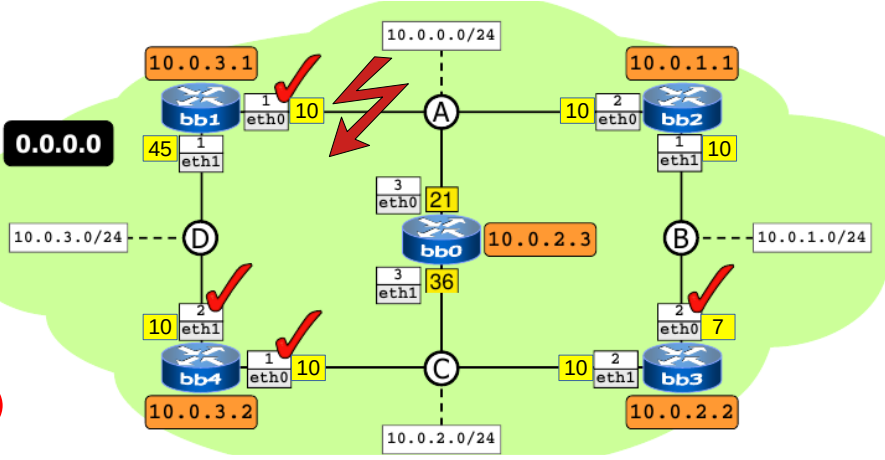 10.0.0.0/24
10.0.3.1
10.0.1.1
bb1
1
eth0
10
A
10
2
eth0
bb2
0.0.0.0
45
1
eth1
1
eth1
10
3
eth0
21
10.0.3.0/24
D
bb0
10.0.2.3
B
10.0.1.0/24
3
eth1
36
10
2
eth1
2
eth0
7
bb4
1
eth0
10
C
10
2
eth1
bb3
10.0.3.2
10.0.2.2
10.0.2.0/24